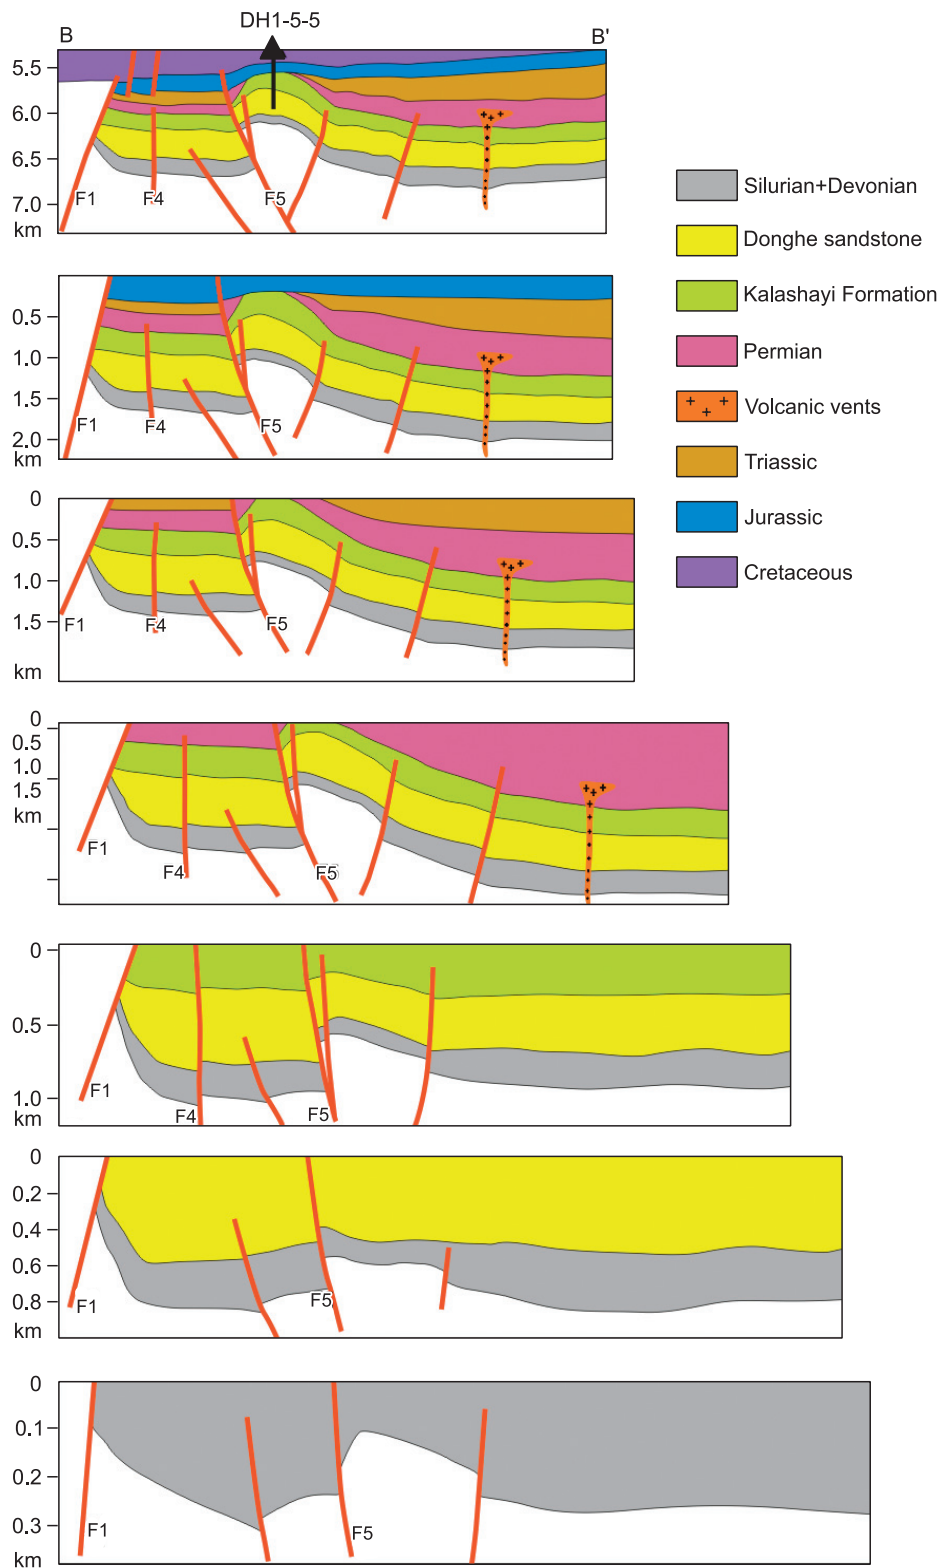 DH1-5-5
B
B'
5.5
6.0
6.5
7.0
km
F1
F4
F5
Silurian+Devonian
Donghe sandstone
Kalashayi Formation
Permian
Volcanic vents
Triassic
Jurassic
Cretaceous
0.5
1.0
1.5
2.0
km
F1
F4
F5
0
0.5
1.0
1.5
km
F1
F4
F5
0
0.5
1.0
1.5
km
F1
F4
F5
0
0.5
1.0
km
F1
F4
F5
0
0.2
0.4
0.6
0.8
km
F1
F5
0
0.1
0.2
0.3
km
F1
F5